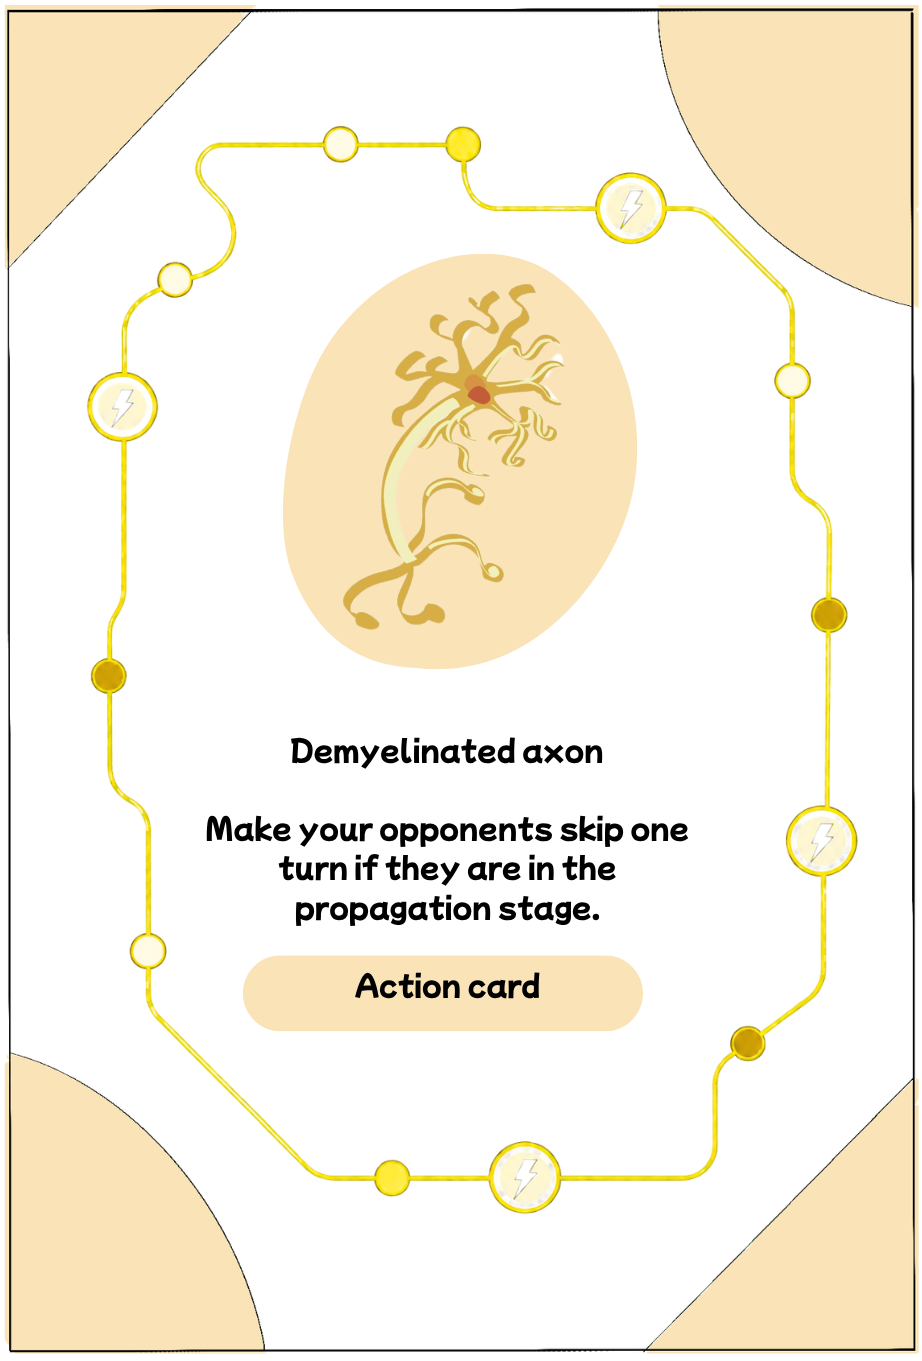 Demyelinated axon
Make your opponents skip one
turn if they are in the
propagation stage.
Action card